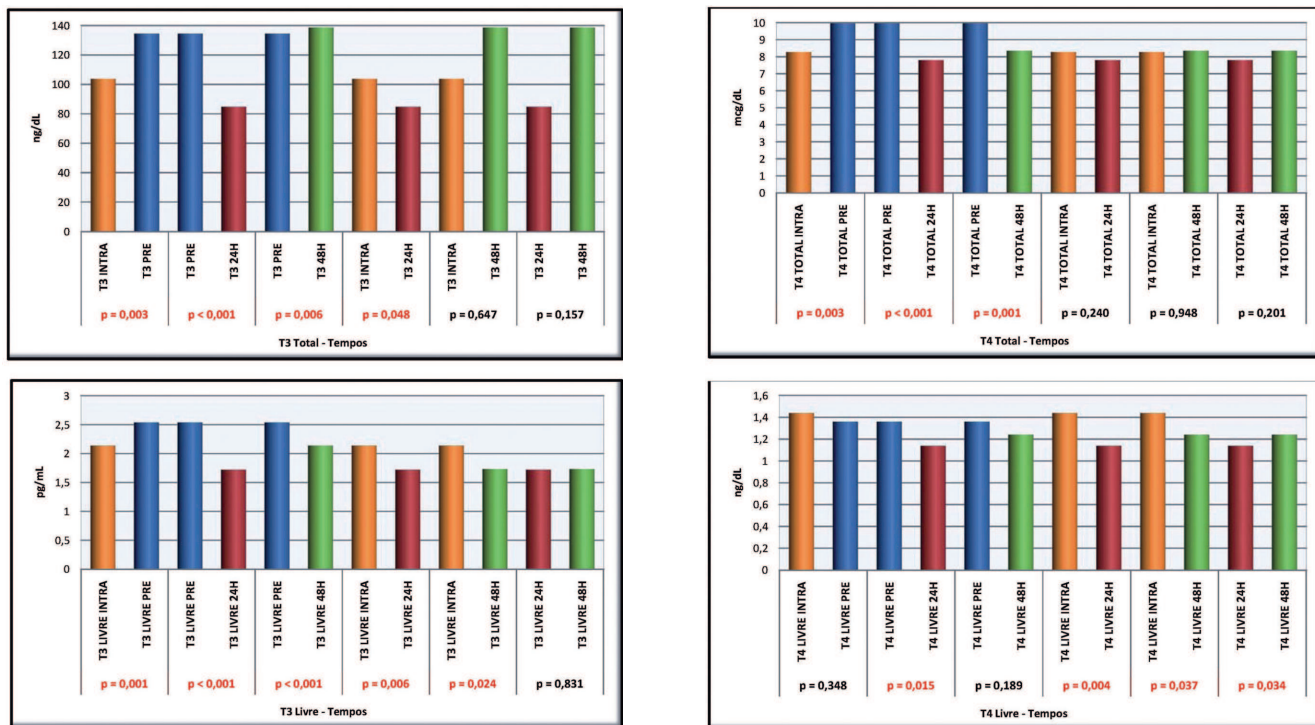 140
120
100
80
60
40
20
0
ng/dL
T3 INTRA
T3 PRE
T3 PRE
T3 24H
T3 PRE
T3 48H
T3 INTRA
T3 24H
T3 INTRA
T3 48H
T3 24H
T3 48H
p = 0,003 p < 0,001 p = 0,006 p = 0,048 p = 0,647 p = 0,157
T3 Total - Tempos
10
9
8
7
6
5
4
3
2
1
0
mcg/dL
T4 TOTAL INTRA
T4 TOTAL PRE
T4 TOTAL PRE
T4 TOTAL 24H
T4 TOTAL PRE
T4 TOTAL 48H
T4 TOTAL INTRA
T4 TOTAL 24H
T4 TOTAL INTRA
T4 TOTAL 48H
T4 TOTAL 24H
T4 TOTAL 48H
p = 0,003 p < 0,001 p = 0,001 p = 0,240 p = 0,948 p = 0,201
T4 Total - Tempos
3
2,5
2
1,5
1
0,5
0
pg/mL
T3 LIVRE INTRA
T3 LIVRE PRE
T3 LIVRE PRE
T3 LIVRE 24H
T3 LIVRE PRE
T3 LIVRE 48H
T3 LIVRE INTRA
T3 LIVRE 24H
T3 LIVRE INTRA
T3 LIVRE 48H
T3 LIVRE 24H
T3 LIVRE 48H
p = 0,001 p < 0,001 p < 0,001 p = 0,006 p = 0,024 p = 0,831
T3 Livre - Tempos
1,6
1,4
1,2
1
0,8
0,6
0,4
0,2
0
ng/dL
T4 LIVRE INTRA
T4 LIVRE PRE
T4 LIVRE PRE
T4 LIVRE 24H
T4 LIVRE PRE
T4 LIVRE 48H
T4 LIVRE INTRA
T4 LIVRE 24H
T4 LIVRE INTRA
T4 LIVRE 48H
T4 LIVRE 24H
T4 LIVRE 48H
p = 0,348 p = 0,015 p = 0,189 p = 0,004 p = 0,037 p = 0,034
T4 Livre - Tempos